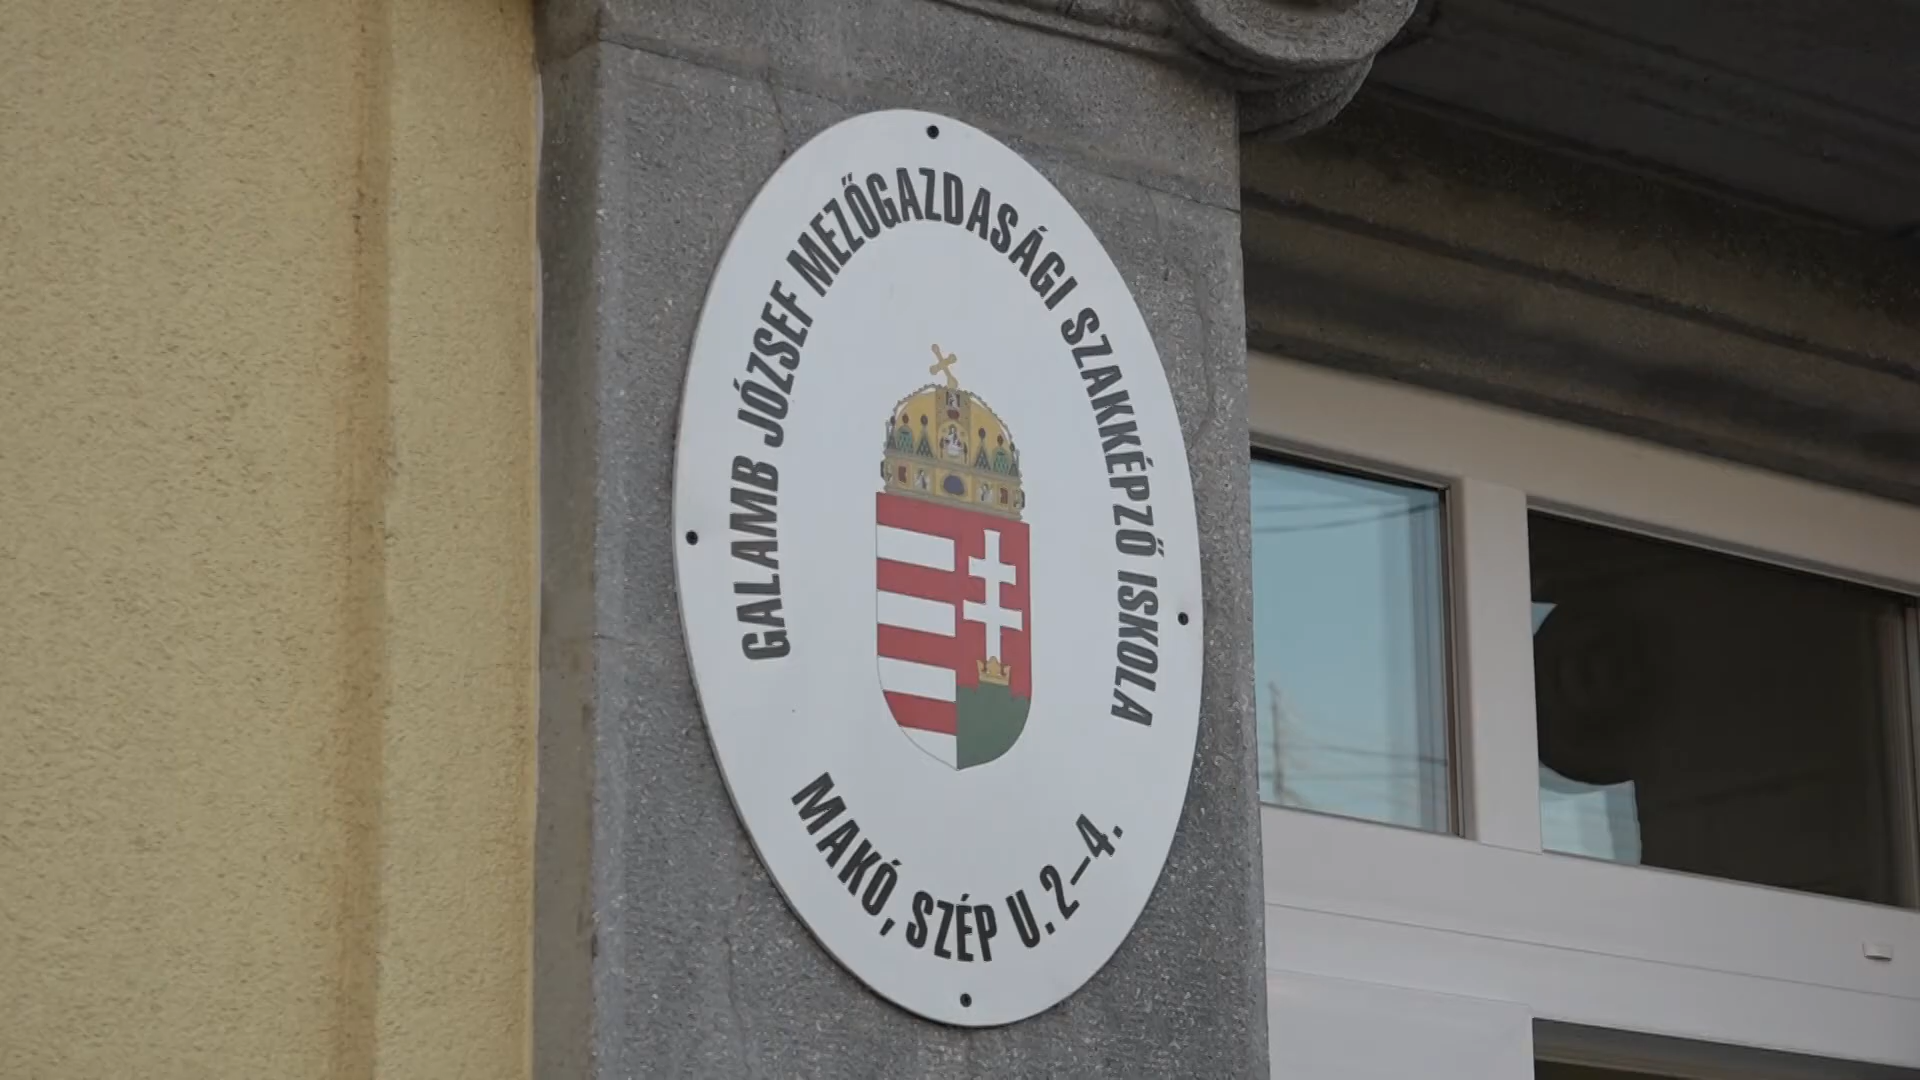 GALAMB JÓZSEF MEZŐGAZDASÁGI SZAKKÉPZŐ ISKOLA
MAKÓ, SZÉP U. 2–4.